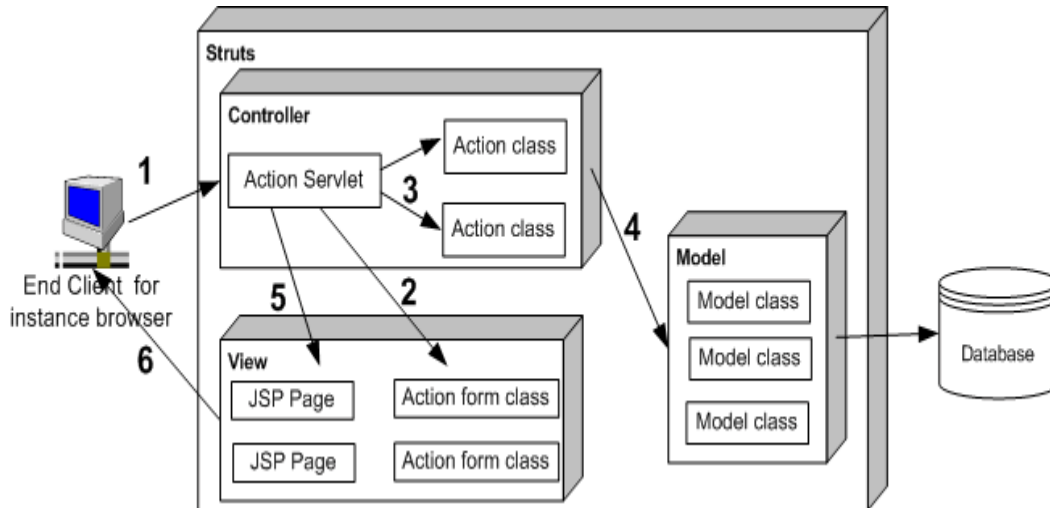 Struts
Controller
Action class
1
Action Servlet
3
Action class
4
Model
End Client for
instance browser
5
2
Model class
Model class
Database
6
View
JSP Page
Action form class
Model class
JSP Page
Action form class